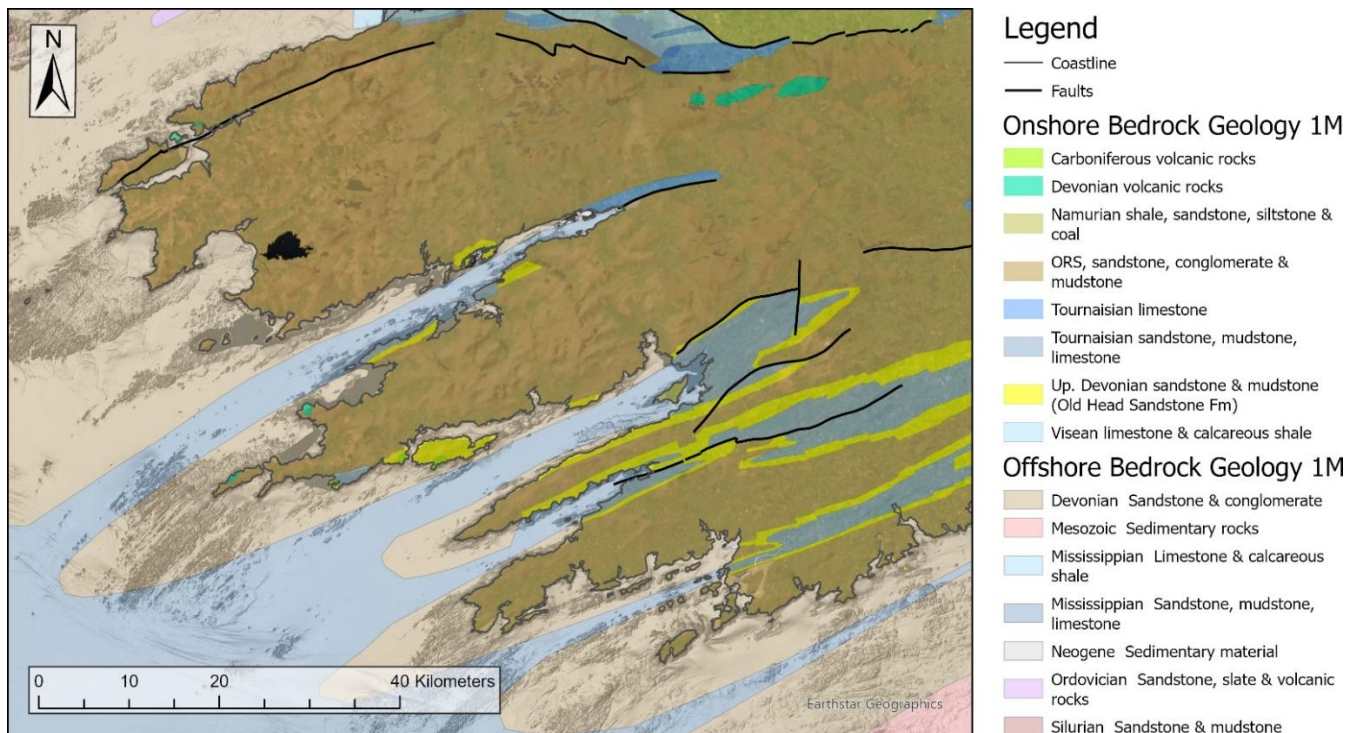 N
0 10 20 40 Kilometers
Earthstar Geographics
Legend
Coastline
Faults
Onshore Bedrock Geology 1M
Carboniferous volcanic rocks
Devonian volcanic rocks
Namurian shale, sandstone, siltstone &
coal
ORS, sandstone, conglomerate &
mudstone
Tournaisian limestone
Tournaisian sandstone, mudstone,
limestone
Up. Devonian sandstone & mudstone
(Old Head Sandstone Fm)
Visean limestone & calcareous shale
Offshore Bedrock Geology 1M
Devonian Sandstone & conglomerate
Mesozoic Sedimentary rocks
Mississippian Limestone & calcareous
shale
Mississippian Sandstone, mudstone,
limestone
Neogene Sedimentary material
Ordovician Sandstone, slate & volcanic
rocks
Silurian Sandstone & mudstone